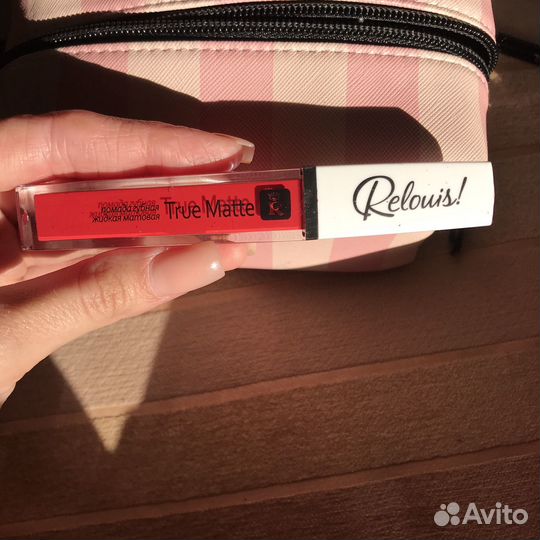 помада губная
жидкая матовая
True Matte
Relouis!
Avito